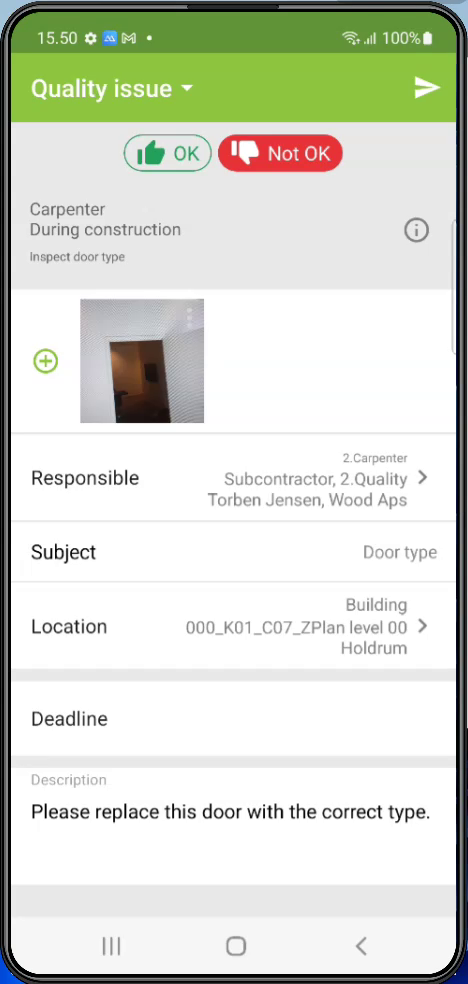 15.50
100%
Quality issue
OK
Not OK
Carpenter
During construction
Inspect door type
2.Carpenter
Responsible
Subcontractor, 2.Quality
Torben Jensen, Wood Aps
Subject
Door type
Building
Location
000_K01_C07_ZPlan level 00
Holdrum
Deadline
Description
Please replace this door with the correct type.